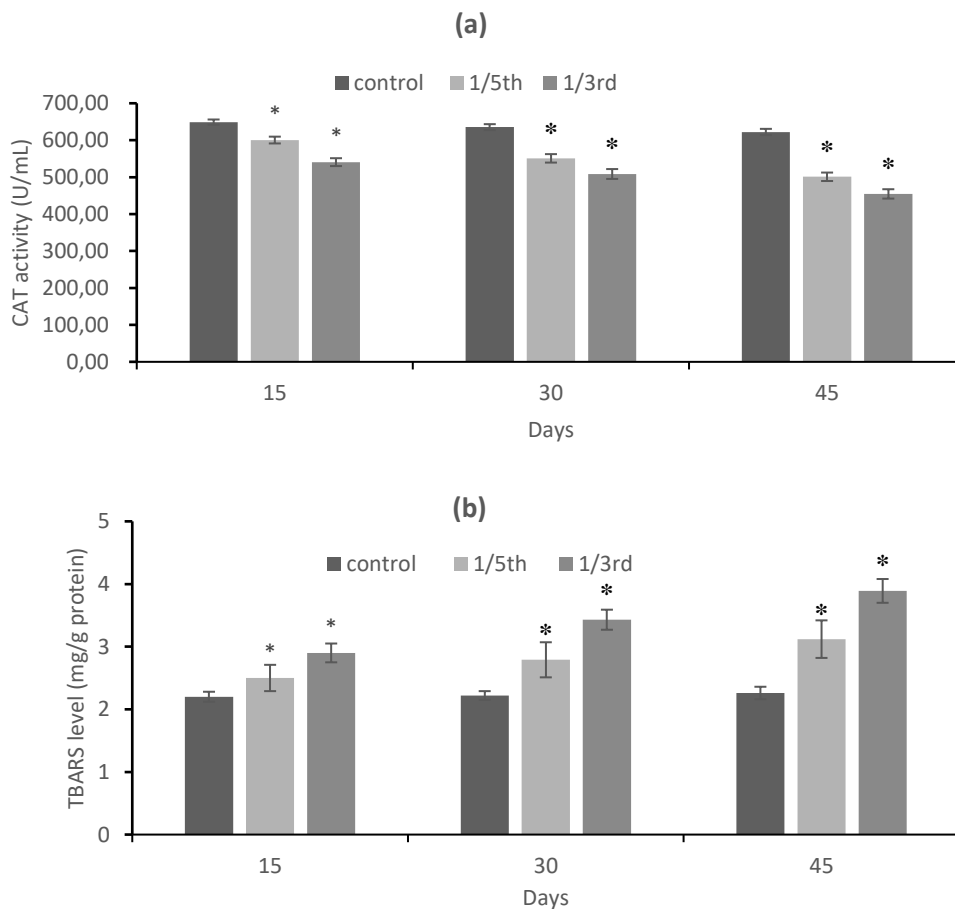 (a)
control 1/5th 1/3rd
700,00
600,00
500,00
400,00
300,00
200,00
100,00
0,00
CAT activity (U/mL)
* * * * * *
15 30 45
Days
(b)
5
4
3
2
1
0
TBARS level (mg/g protein)
control 1/5th 1/3rd
* * * * * *
15 30 45
Days